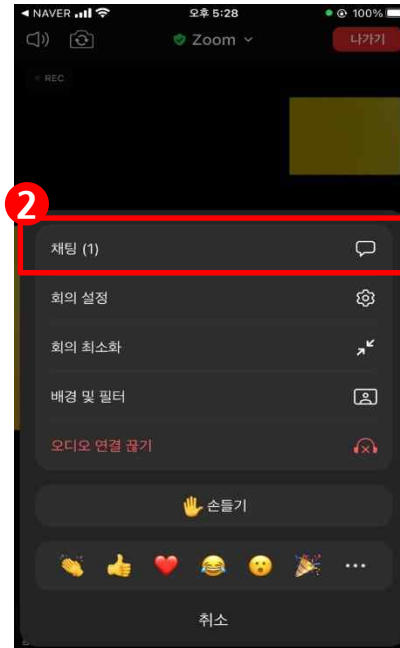 NAVER 오후 5:28 100%
Zoom 나가기
REC
2
채팅 (1)
회의 설정
회의 최소화
배경 및 필터
오디오 연결 끊기
손들기
취소